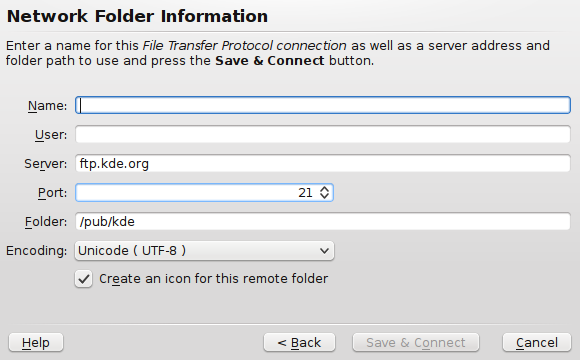 Network Folder Information
Enter a name for this File Transfer Protocol connection as well as a server address and
folder path to use and press the Save & Connect button.
Name:
User:
Server: ftp.kde.org
Port: 21
Folder: /pub/kde
Encoding: Unicode ( UTF-8 )
Create an icon for this remote folder
Help < Back Save & Connect Cancel